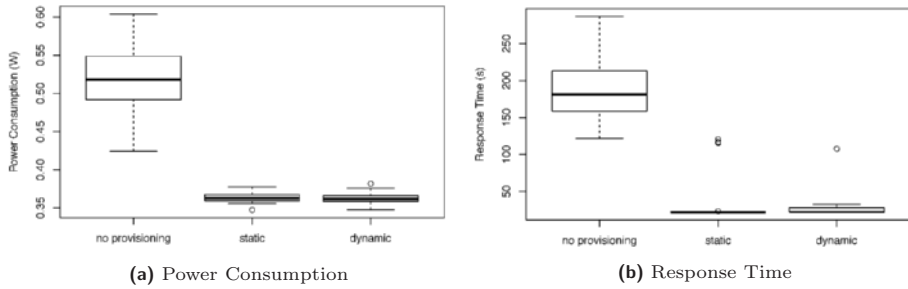 Power Consumption (W)
0.60
0.55
0.50
0.45
0.40
0.35
no provisioning static dynamic
(a) Power Consumption
Response Time (s)
250
200
150
100
50
no provisioning static dynamic
(b) Response Time